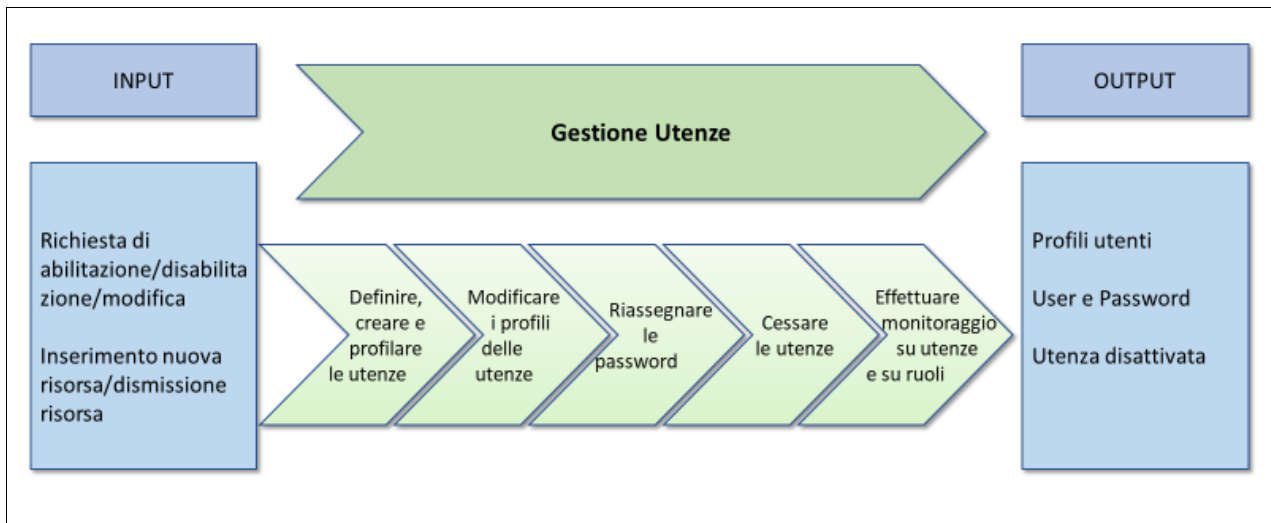 INPUT
Gestione Utenze
OUTPUT
Richiesta di
abilitazione/disabilita
zione/modifica
Inserimento nuova
risorsa/dismissione
risorsa
Definire,
creare e
profilare
le utenze
Modificare
i profili
delle
utenze
Riassegnare
le
password
Cessare
le utenze
Effettuare
monitoraggio
su utenze
e su ruoli
Profili utenti
User e Password
Utenza disattivata